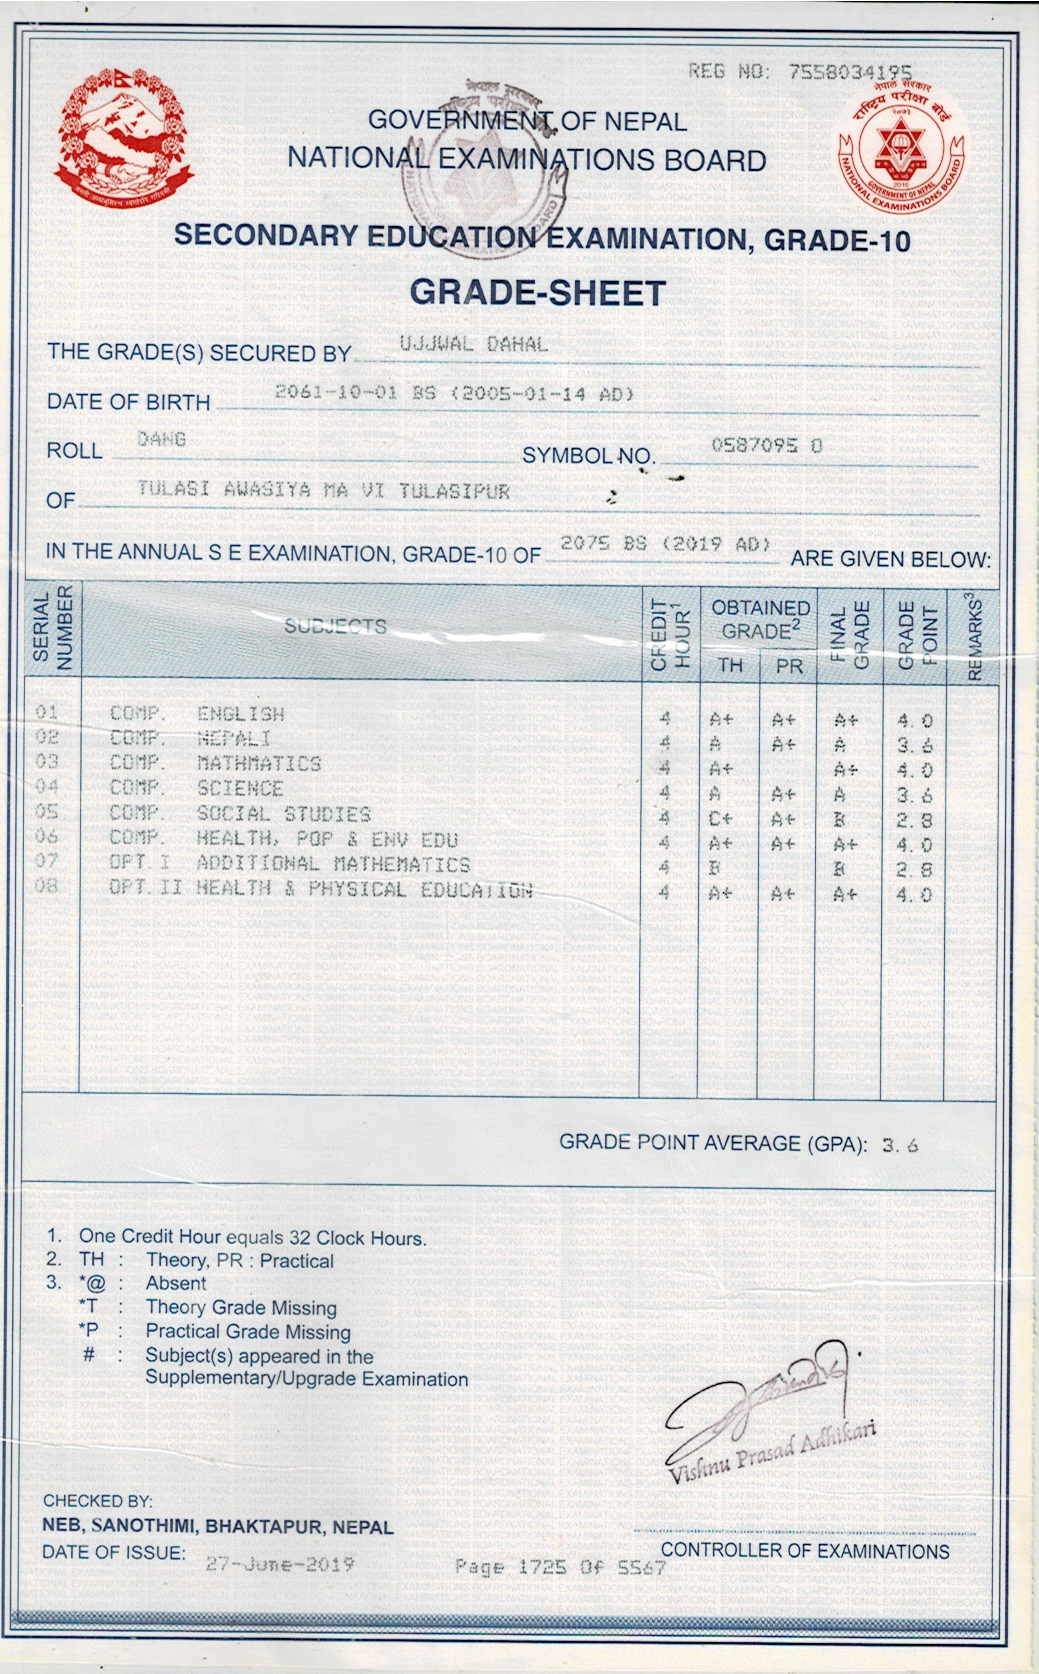 REG NO: 7558034195
नेपाल सरकार
राष्ट्रिय परीक्षा बोर्ड
२०७३
2016
GOVERNMENT OF NEPAL
NATIONAL EXAMINATIONS BOARD
GOVERNMENT OF NEPAL
NATIONAL EXAMINATIONS BOARD
SECONDARY EDUCATION EXAMINATION, GRADE-10
GRADE-SHEET
THE GRADE(S) SECURED BY UJJWAL DAHAL
DATE OF BIRTH 2061-10-01 BS (2005-01-14 AD)
ROLL DANG SYMBOL NO. 0587095 D
OF TULASI AWASIYA MA VI TULASIPUR
IN THE ANNUAL S E EXAMINATION, GRADE-10 OF 2075 BS (2019 AD) ARE GIVEN BELOW:
SERIAL NUMBER SUBJECTS CREDIT HOUR1 OBTAINED GRADE2 FINAL GRADE GRADE POINT REMARKS3
TH PR
01 COMP. ENGLISH 4 A+ A+ A+ 4.0
02 COMP. NEPALI 4 A A+ A 3.6
03 COMP. MATHMATICS 4 A+ A+ 4.0
04 COMP. SCIENCE 4 A A+ A 3.6
05 COMP. SOCIAL STUDIES 4 C+ A+ B 2.8
06 COMP. HEALTH, POP & ENV EDU 4 A+ A+ A+ 4.0
07 OPT.I ADDITIONAL MATHEMATICS 4 B B 2.8
08 OPT.II HEALTH & PHYSICAL EDUCATION 4 A+ A+ A+ 4.0
GRADE POINT AVERAGE (GPA): 3.6
1. One Credit Hour equals 32 Clock Hours.
2. TH : Theory, PR : Practical
3. *@ : Absent
*T : Theory Grade Missing
*P : Practical Grade Missing
# : Subject(s) appeared in the
Supplementary/Upgrade Examination
Vishnu Prasad Adhikari
CHECKED BY:
NEB, SANOTHIMI, BHAKTAPUR, NEPAL
DATE OF ISSUE: 27-June-2019
Page 1725 Of 5567
CONTROLLER OF EXAMINATIONS